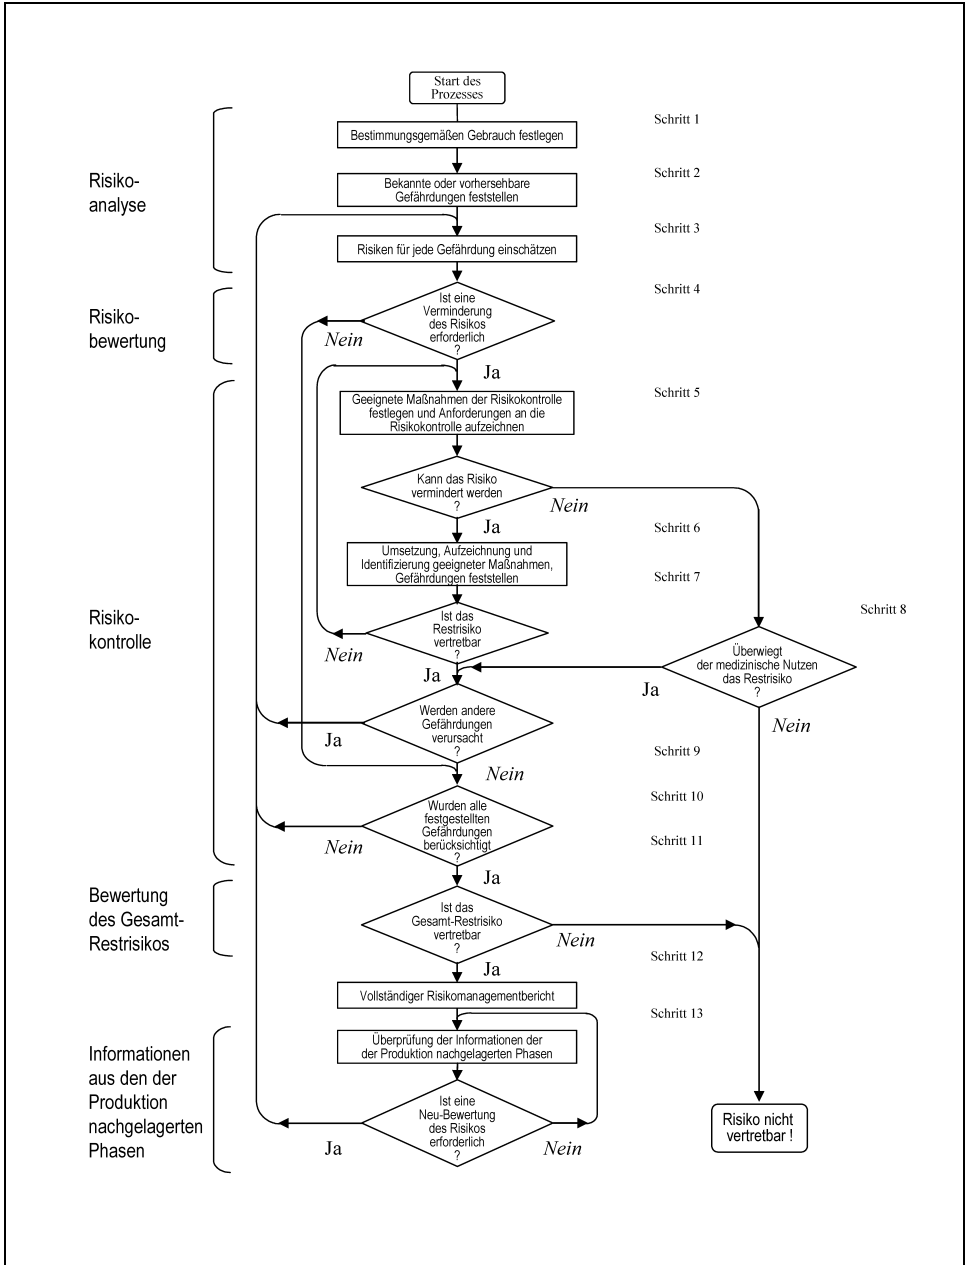 Start des
Prozesses
Schritt 1
Bestimmungsgemäßen Gebrauch festlegen
Schritt 2
Risiko-
analyse
Bekannte oder vorhersehbare
Gefährdungen feststellen
Schritt 3
Risiken für jede Gefährdung einschätzen
Schritt 4
Risiko-
bewertung
Ist eine
Verminderung
des Risikos
erforderlich
?
Nein
Ja
Schritt 5
Geeignete Maßnahmen der Risikokontrolle
festlegen und Anforderungen an die
Risikokontrolle aufzeichnen
Kann das Risiko
vermindert werden
?
Nein
Ja
Schritt 6
Umsetzung, Aufzeichnung und
Identifizierung geeigneter Maßnahmen,
Gefährdungen feststellen
Schritt 7
Schritt 8
Risiko-
kontrolle
Ist das
Restrisiko
vertretbar
?
Nein
Ja
Überwiegt
der medizinische Nutzen
das Restrisiko
?
Ja
Nein
Werden andere
Gefährdungen
verursacht
?
Ja
Nein
Schritt 9
Schritt 10
Wurden alle
festgestellten
Gefährdungen
berücksichtigt
?
Nein
Ja
Schritt 11
Bewertung
des Gesamt-
Restrisikos
Ist das
Gesamt-Restrisiko
vertretbar
?
Nein
Ja
Schritt 12
Vollständiger Risikomanagementbericht
Schritt 13
Überprüfung der Informationen der
der Produktion nachgelagerten Phasen
Informationen
aus den der
Produktion
nachgelagerten
Phasen
Ist eine
Neu-Bewertung
des Risikos
erforderlich
?
Ja
Nein
Risiko nicht
vertretbar !